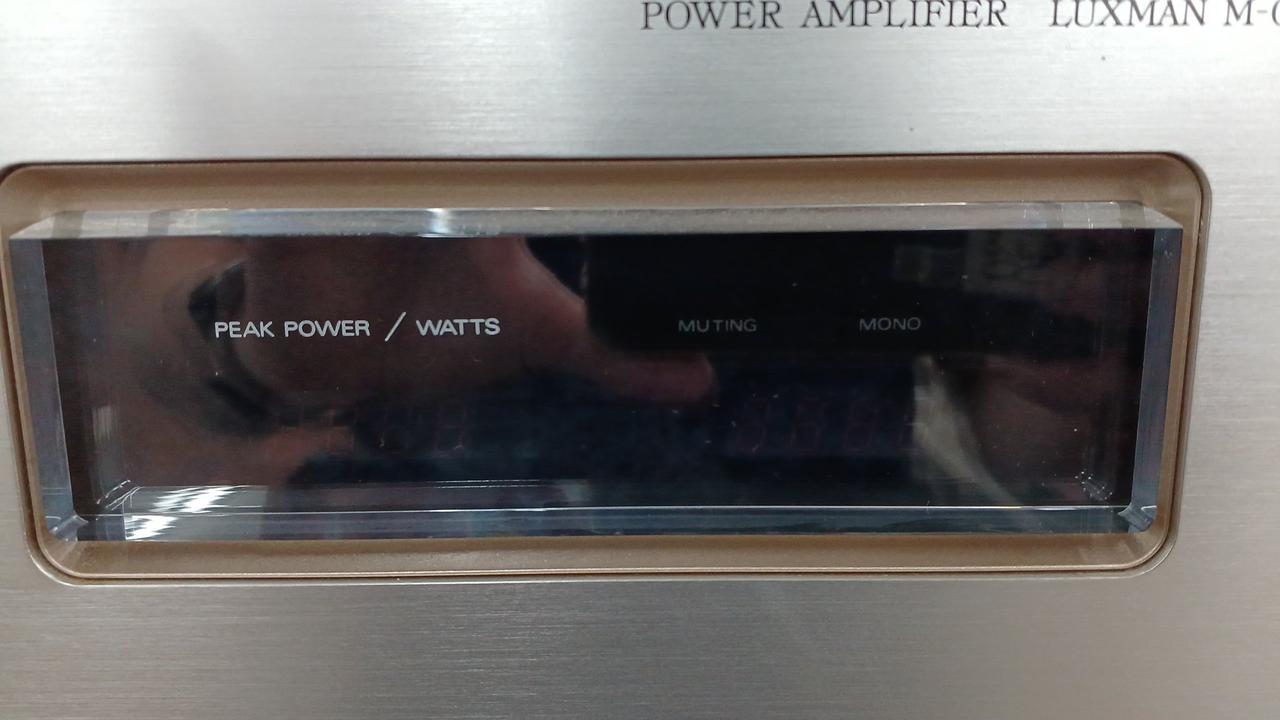 POWER AMPLIFIER LUXMAN M-
PEAK POWER / WATTS MUTING MONO